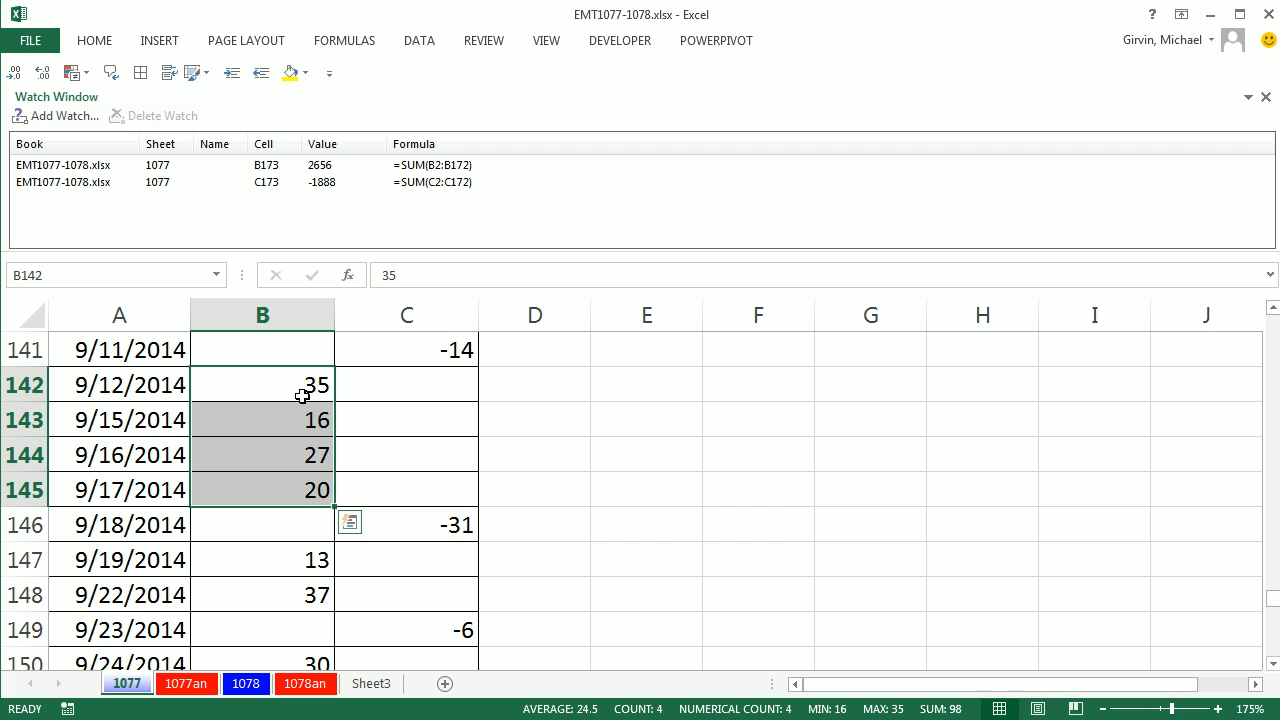 EMT1077-1078.xlsx - Excel
?
FILE HOME INSERT PAGE LAYOUT FORMULAS DATA REVIEW VIEW DEVELOPER POWERPIVOT Girvin, Michael
Watch Window
Add Watch... Delete Watch
Book Sheet Name Cell Value Formula
EMT1077-1078.xlsx 1077 B173 2656 =SUM(B2:B172)
EMT1077-1078.xlsx 1077 C173 -1888 =SUM(C2:C172)
B142 fx 35
A B C D E F G H I J
141 9/11/2014 -14
142 9/12/2014 35
143 9/15/2014 16
144 9/16/2014 27
145 9/17/2014 20
146 9/18/2014 -31
147 9/19/2014 13
148 9/22/2014 37
149 9/23/2014 -6
150 9/24/2014 30
1077 1077an 1078 1078an Sheet3
READY AVERAGE: 24.5 COUNT: 4 NUMERICAL COUNT: 4 MIN: 16 MAX: 35 SUM: 98 175%